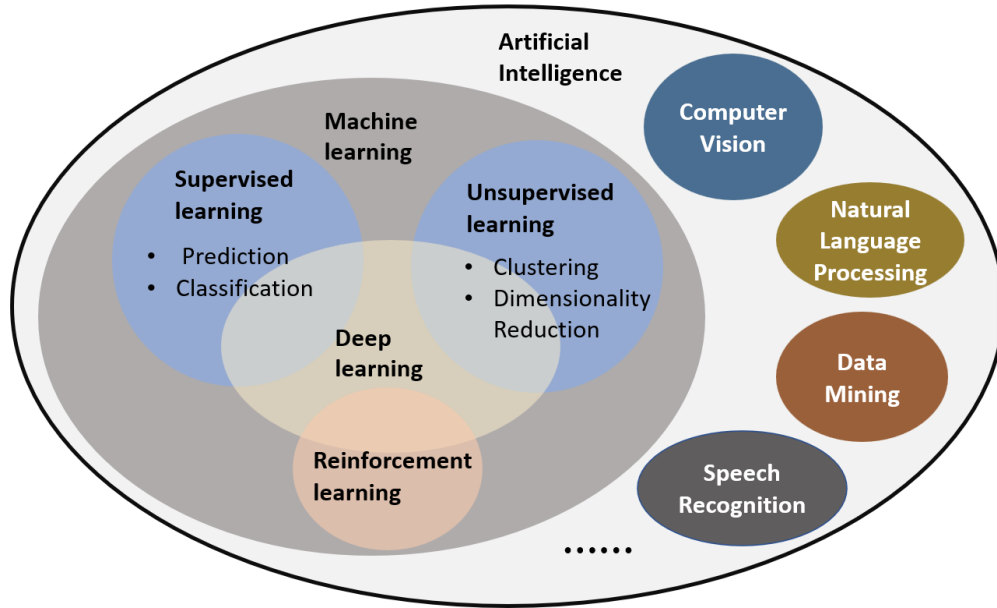 Artificial
Intelligence
Computer
Vision
Machine
learning
Supervised
learning
• Prediction
• Classification
Unsupervised
learning
• Clustering
• Dimensionality
Reduction
Natural
Language
Processing
Deep
learning
Data
Mining
Reinforcement
learning
Speech
Recognition
......